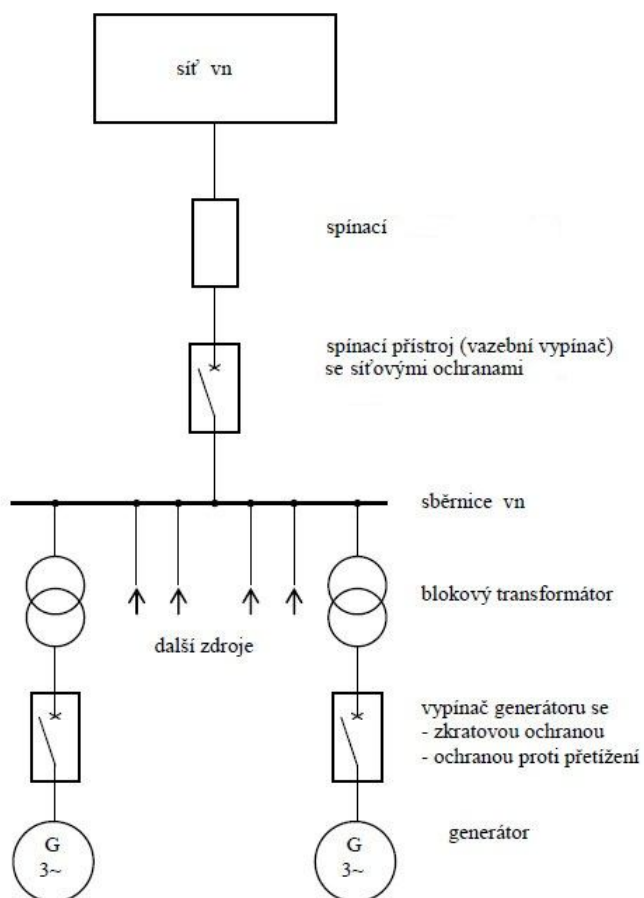 síť vn
spínací
spínací přístroj (vazební vypínač)
se síťovými ochranami
sběrnice vn
blokový transformátor
další zdroje
vypínač generátoru se
- zkratovou ochranou
- ochranou proti přetížení
generátor
G
3~
G
3~